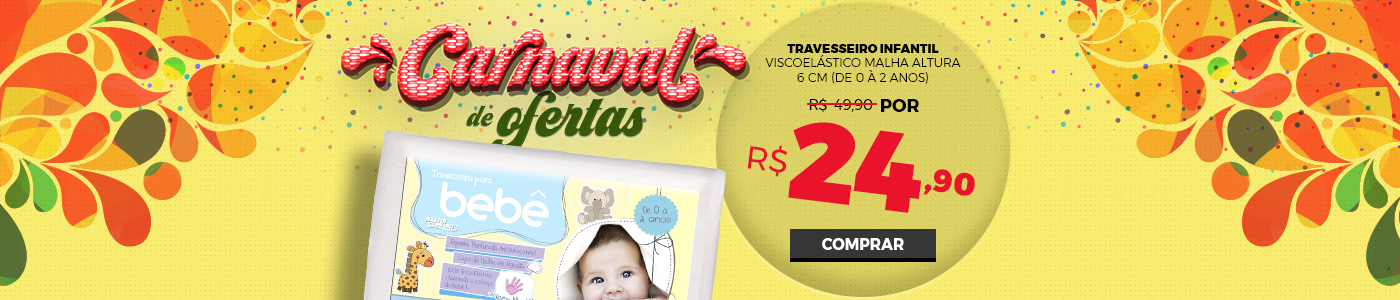 Carnaval
de ofertas
TRAVESSEIRO INFANTIL
VISCOELÁSTICO MALHA ALTURA
6 CM (DE 0 À 2 ANOS)
R$ 49,90 POR
R$ 24,90
COMPRAR
Travesseiro para
bebê
De 0 a
2 anos